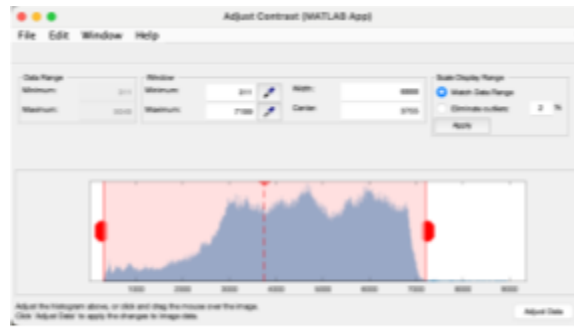 Adjust Contrast (MATLAB App)
File Edit Window Help
Data Range
Window
Scale Display Range
Minimum:
Minimum:
311
Width:
Match Data Range
Maximum:
Maximum:
Center:
Eliminate outliers: 2 %
Apply
1000 2000 3000 4000 5000 6000 7000 8000 9000
Adjust the histogram above, or click and drag the mouse over the image.
Click 'Adjust Data' to apply the changes to image data.
Adjust Data